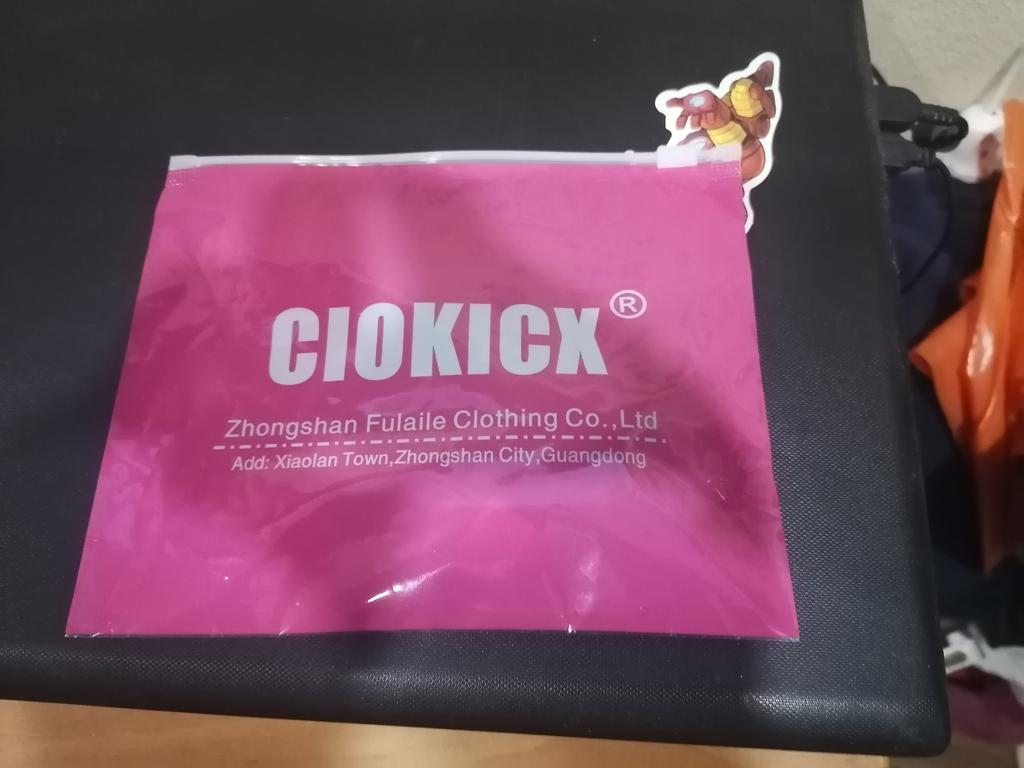 CIOKICX®
Zhongshan Fulaile Clothing Co.,Ltd
Add: Xiaolan Town,Zhongshan City,Guangdong